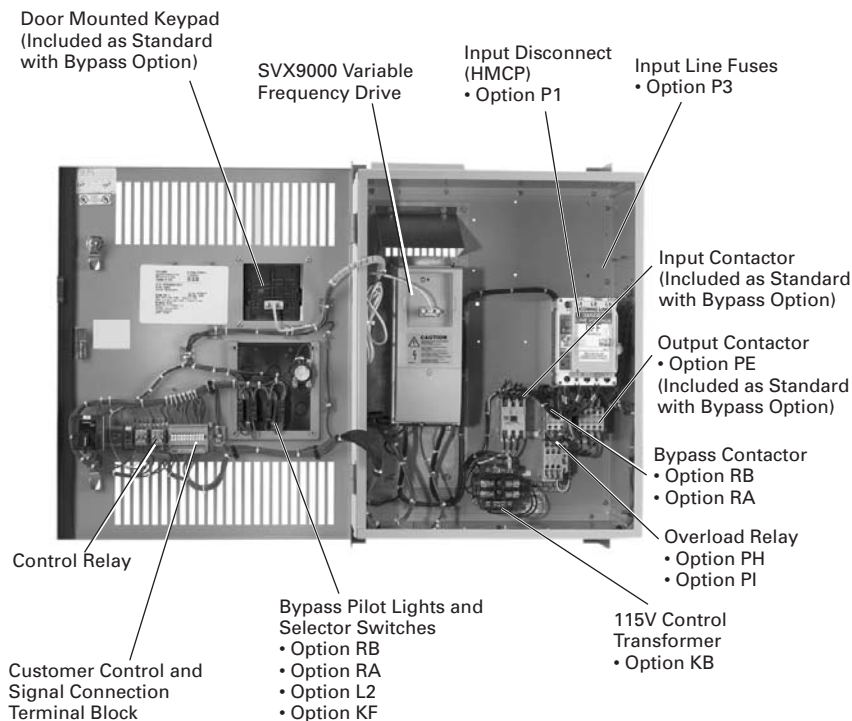 Door Mounted Keypad
(Included as Standard
with Bypass Option)
SVX9000 Variable
Frequency Drive
Input Disconnect
(HMCP)
• Option P1
Input Line Fuses
• Option P3
Input Contactor
(Included as Standard
with Bypass Option)
Output Contactor
• Option PE
(Included as Standard
with Bypass Option)
Bypass Contactor
• Option RB
• Option RA
Overload Relay
• Option PH
• Option PI
115V Control
Transformer
• Option KB
Bypass Pilot Lights and
Selector Switches
• Option RB
• Option RA
• Option L2
• Option KF
Control Relay
Customer Control and
Signal Connection
Terminal Block
CAUTION